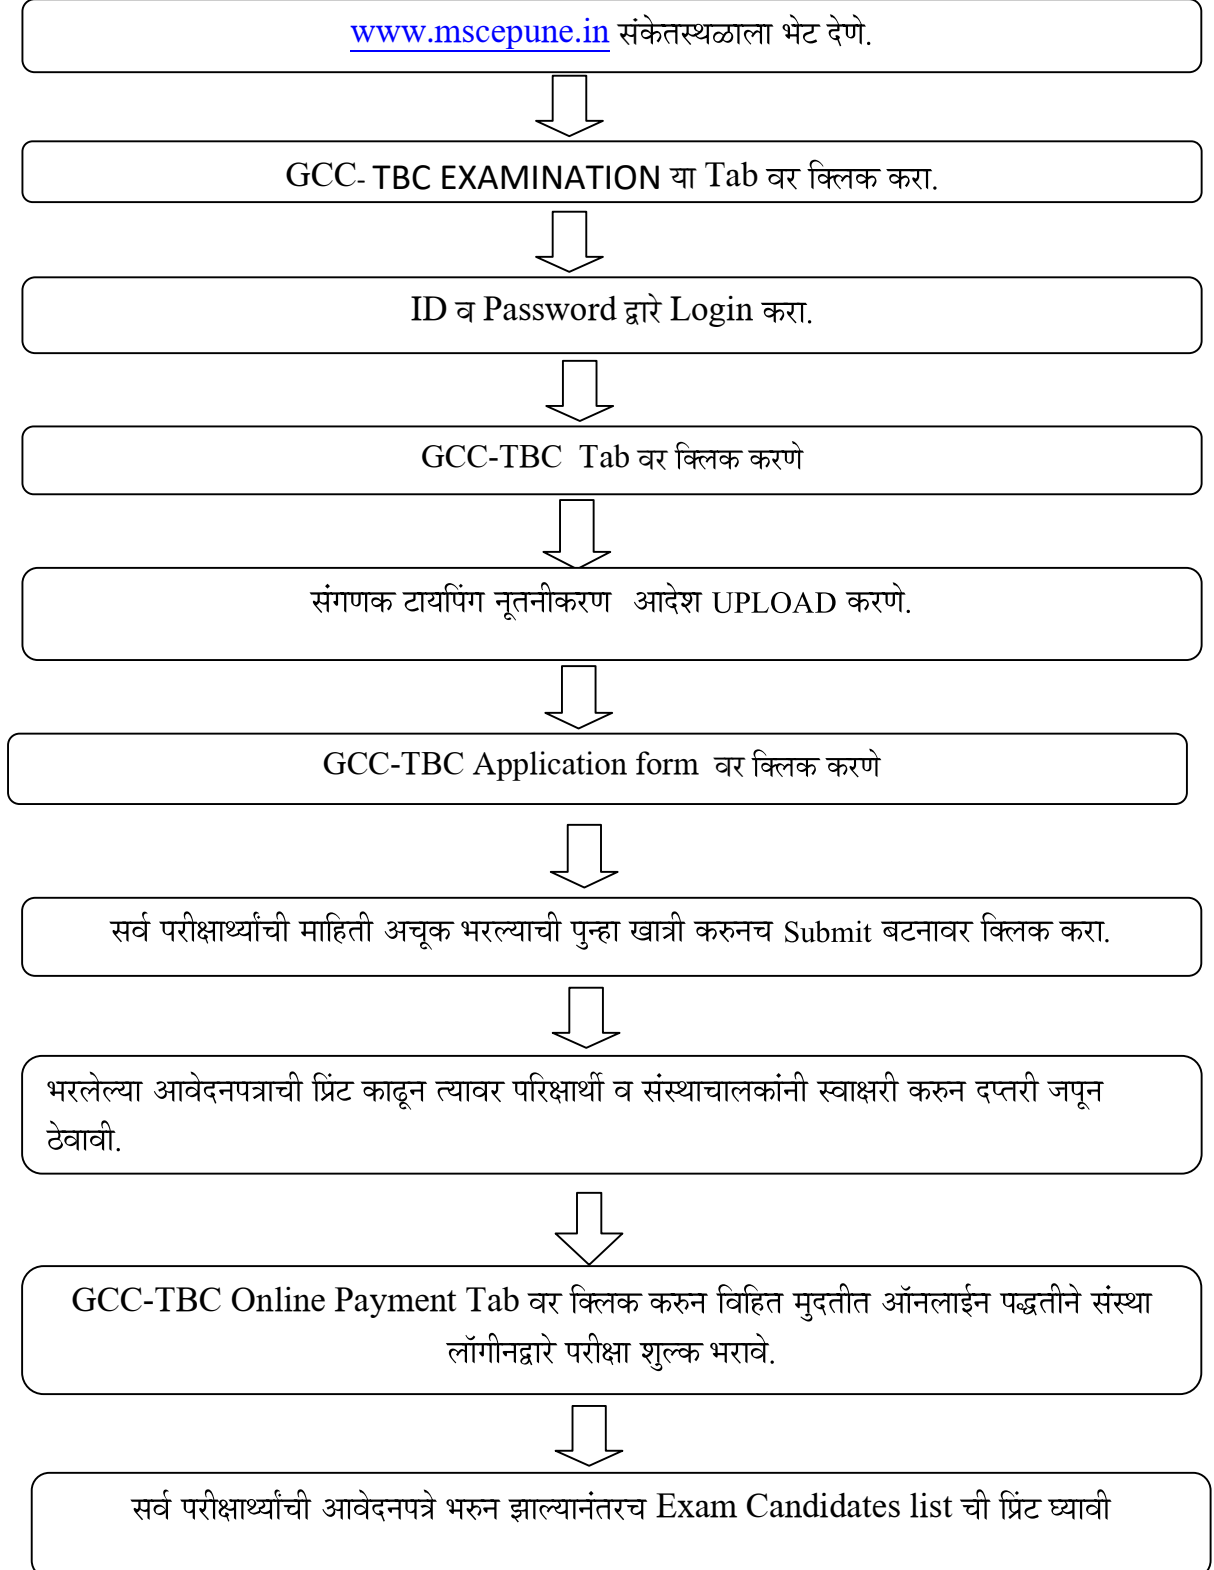 www.mscepune.in संकेतस्थळाला भेट देणे.
GCC- TBC EXAMINATION या Tab वर क्लिक करा.
ID व Password द्वारे Login करा.
GCC-TBC Tab वर क्लिक करणे
संगणक टायपिंग नूतनीकरण आदेश UPLOAD करणे.
GCC-TBC Application form वर क्लिक करणे
सर्व परीक्षार्थ्यांची माहिती अचूक भरल्याची पुन्हा खात्री करुनच Submit बटनावर क्लिक करा.
भरलेल्या आवेदनपत्राची प्रिंट काढून त्यावर परिक्षार्थी व संस्थाचालकांनी स्वाक्षरी करुन दप्तरी जपून
ठेवावी.
GCC-TBC Online Payment Tab वर क्लिक करुन विहित मुदतीत ऑनलाईन पद्धतीने संस्था
लॉगीनद्वारे परीक्षा शुल्क भरावे.
सर्व परीक्षार्थ्यांची आवेदनपत्रे भरुन झाल्यानंतरच Exam Candidates list ची प्रिंट घ्यावी